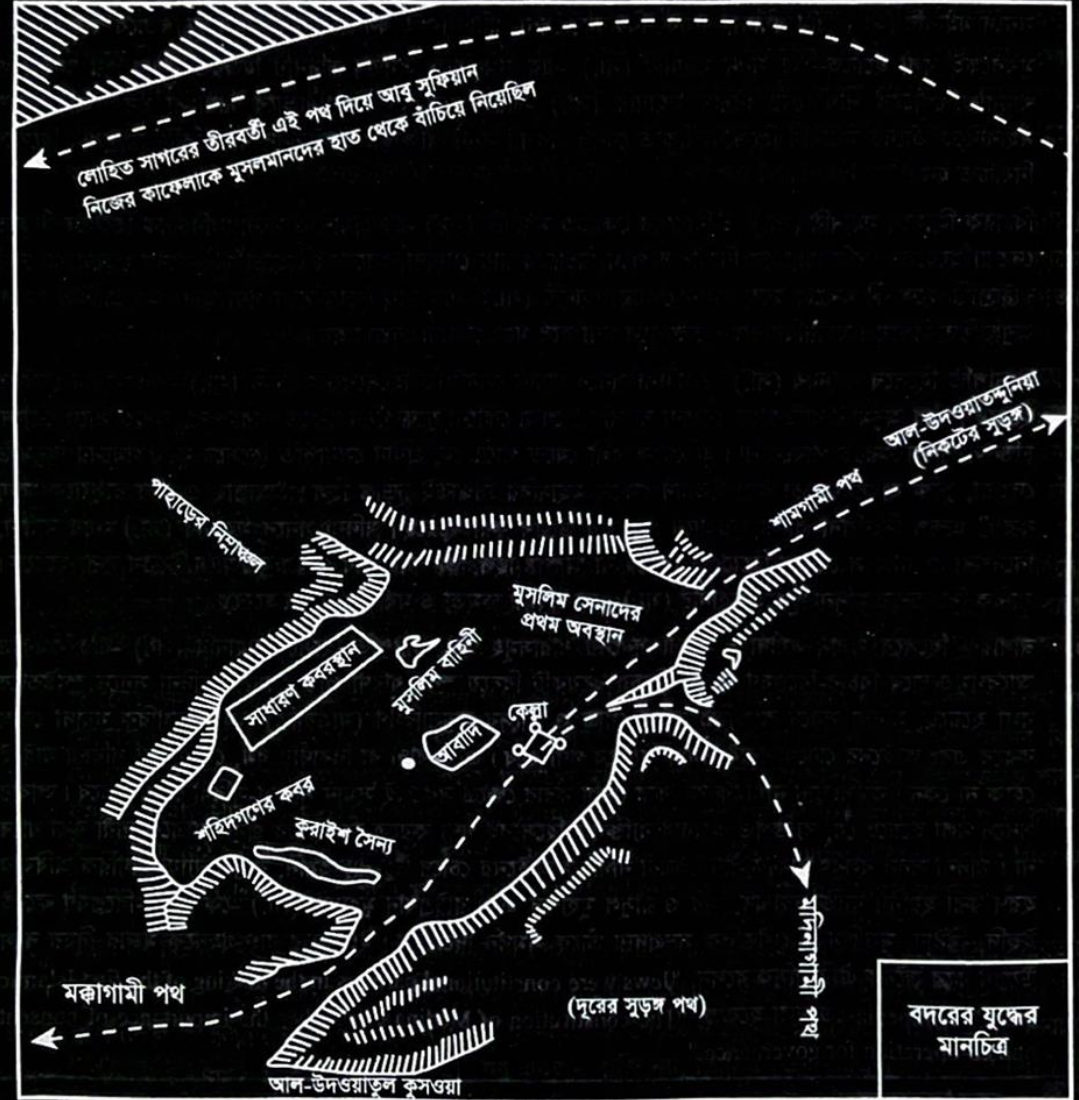 লোহিত সাগরের তীরবর্তী এই পথ দিয়ে আবু সুফিয়ান
নিজের কাফেলাকে মুসলমানদের হাত থেকে বাঁচিয়ে নিয়েছিল
আল-উদওয়াতদ্দুনিয়া
(নিকটের সুড়ঙ্গ)
শামগামী পথ
পাহাড়ের নিম্নাঞ্চল
মুসলিম সেনাদের
প্রথম অবস্থান
মুসলিম বাহিনী
সাধারণ কবরস্থান
কেল্লা
আবাদি
শহিদগণের কবর
কুরাইশ সৈন্য
মদিনাগামী পথ
মক্কাগামী পথ
(দূরের সুড়ঙ্গ পথ)
আল-উদওয়াতুল কুসওয়া
বদরের যুদ্ধের
মানচিত্র